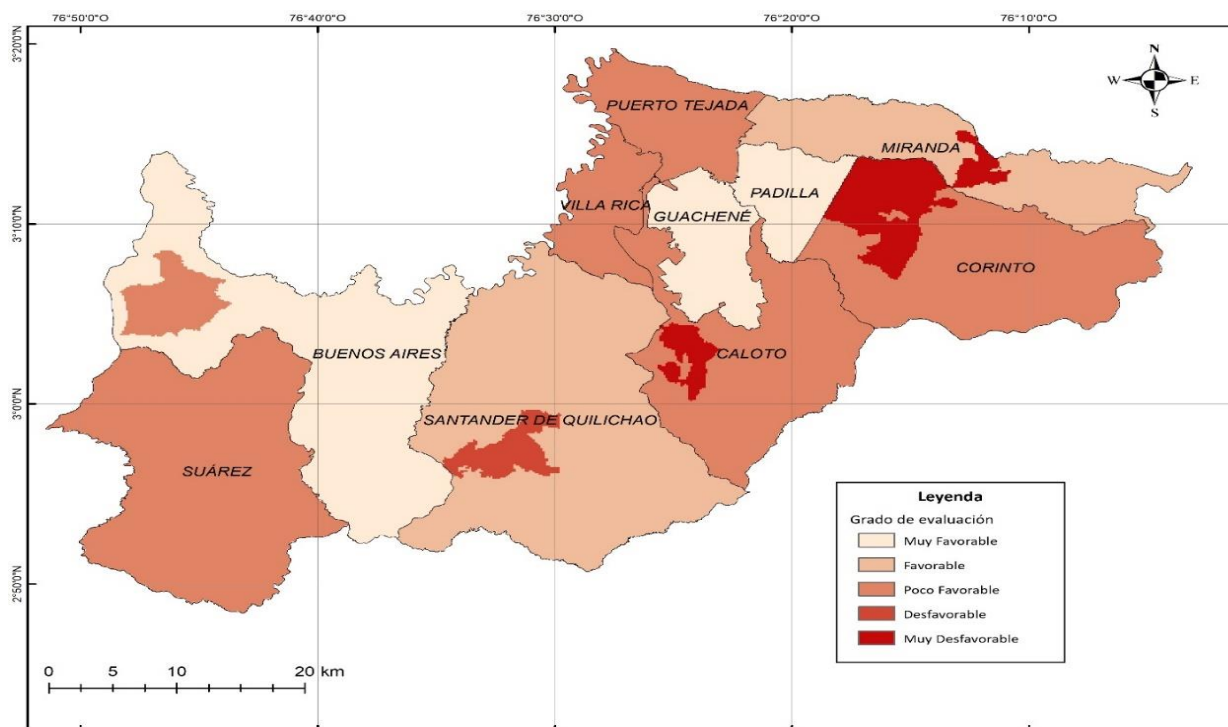 76°50'0"O 76°40'0"O 76°30'0"O 76°20'0"O 76°10'0"O
3°20'0"N
N
W E
S
PUERTO TEJADA
MIRANDA
PADILLA
VILLA RICA
GUACHENÉ
3°10'0"N
CORINTO
BUENOS AIRES
CALOTO
3°0'0"N
SANTANDER DE QUILICHAO
SUÁREZ
Leyenda
Grado de evaluación
Muy Favorable
Favorable
Poco Favorable
Desfavorable
Muy Desfavorable
2°50'0"N
0 5 10 20 km